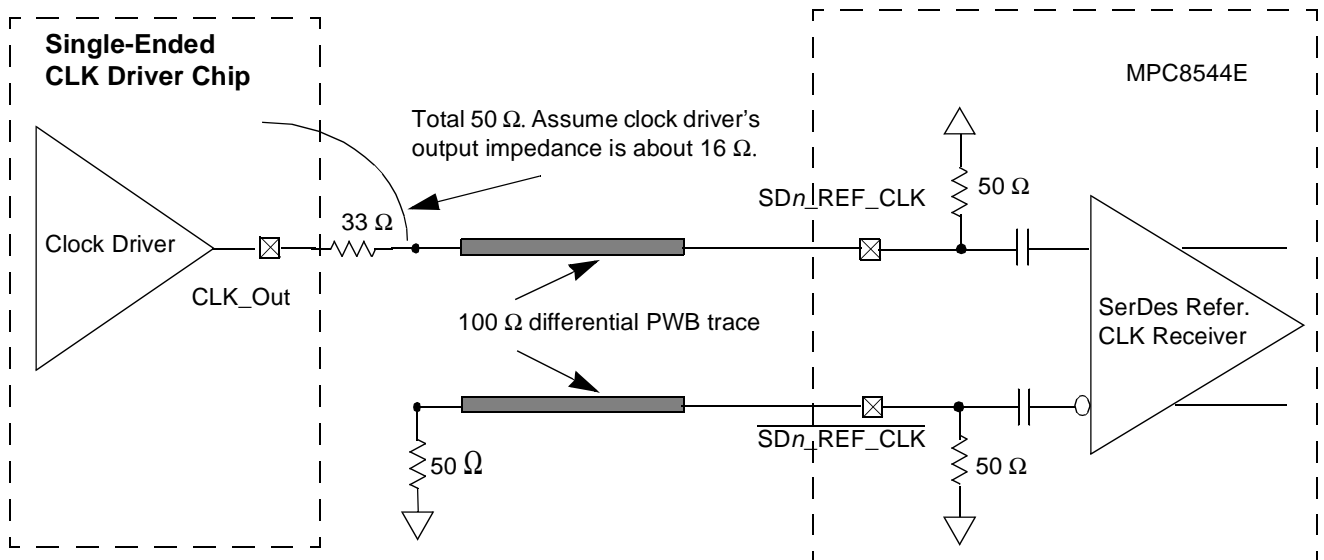 Single-Ended
CLK Driver Chip
MPC8544E
Total 50 Ω. Assume clock driver's
output impedance is about 16 Ω.
SDn_REF_CLK
50 Ω
33 Ω
Clock Driver
CLK_Out
100 Ω differential PWB trace
SerDes Refer.
CLK Receiver
SDn_REF_CLK
50 Ω
50 Ω